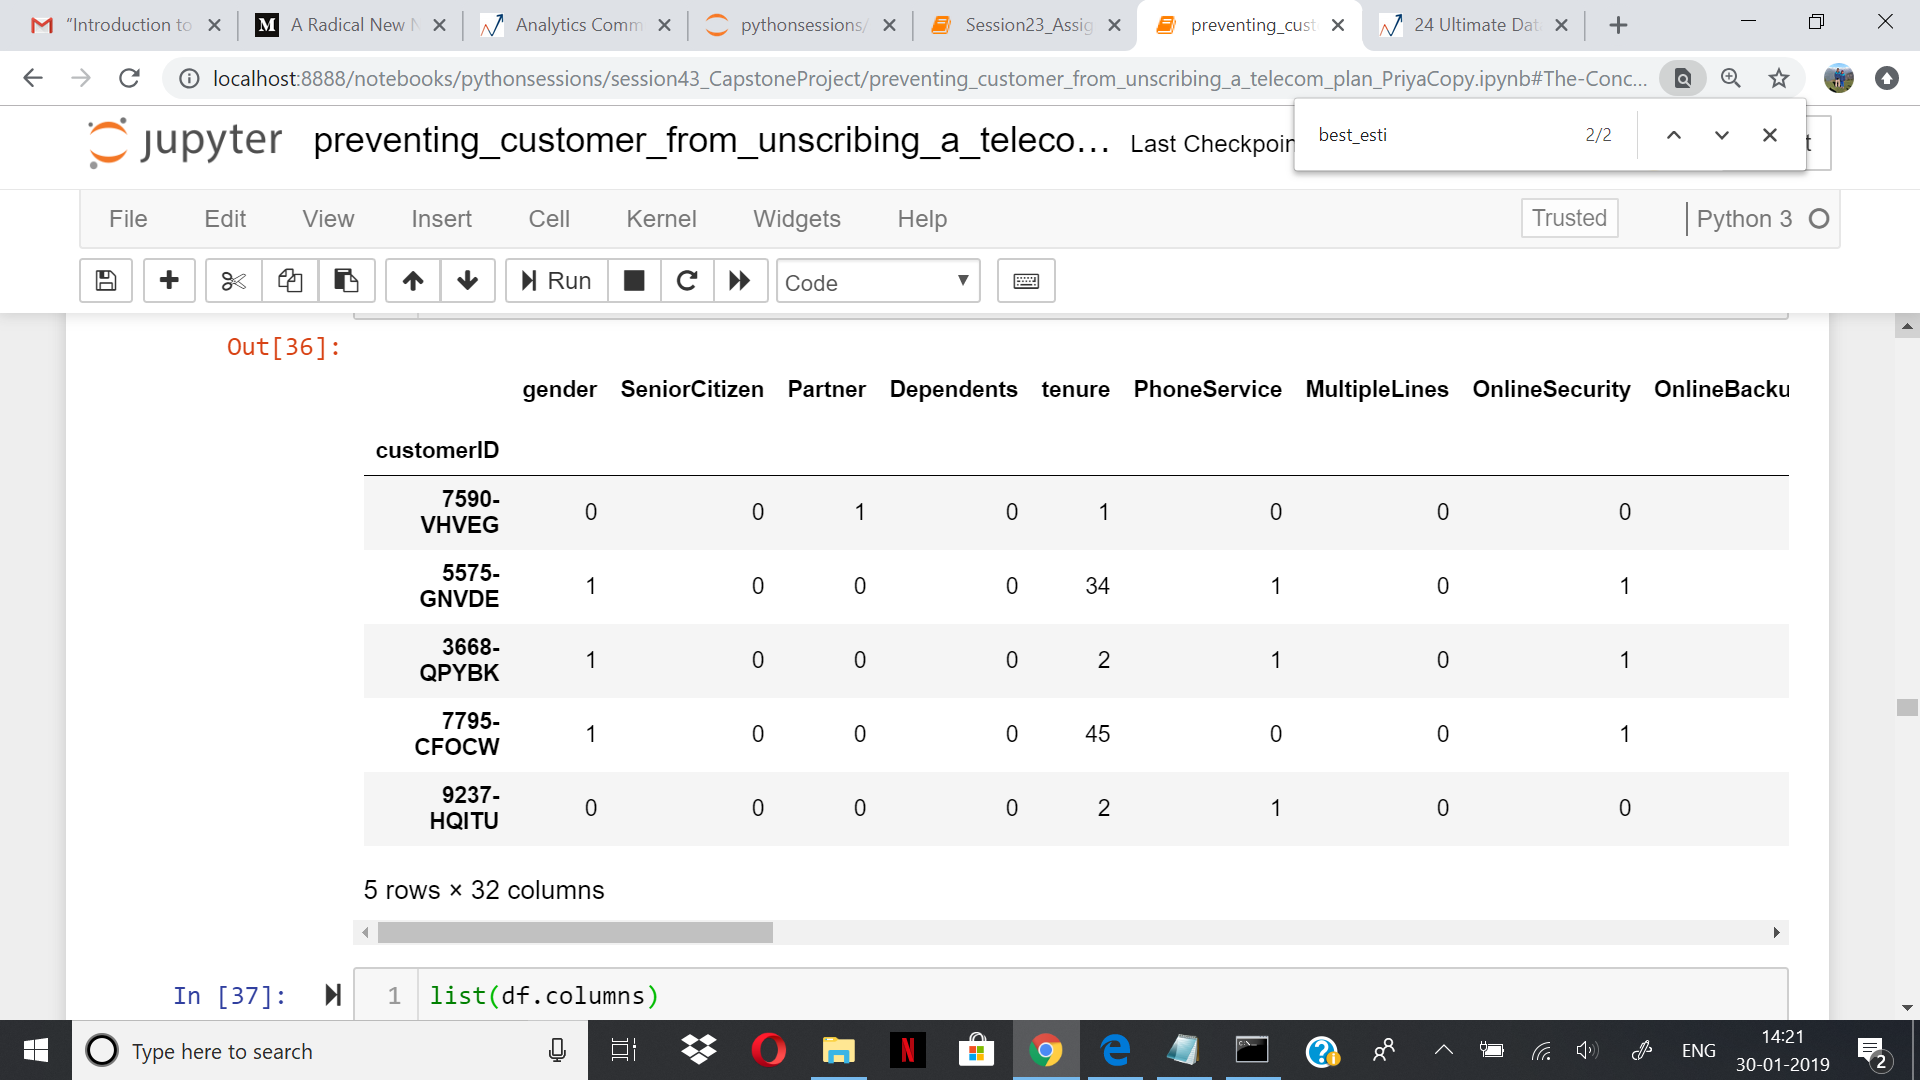 "Introduction to
A Radical New N
Analytics Comm
pythonsessions/
Session23_Assig
preventing_cust
24 Ultimate Dat
localhost:8888/notebooks/pythonsessions/session43_CapstoneProject/preventing_customer_from_unscribing_a_telecom_plan_PriyaCopy.ipynb#The-Conc...
best_esti 2/2
jupyter preventing_customer_from_unscribing_a_teleco... Last Checkpoin t
File Edit View Insert Cell Kernel Widgets Help Trusted Python 3
Run Code
Out[36]:
gender SeniorCitizen Partner Dependents tenure PhoneService MultipleLines OnlineSecurity OnlineBacku
customerID
7590-
VHVEG 0 0 1 0 1 0 0 0
5575-
GNVDE 1 0 0 0 34 1 0 1
3668-
QPYBK 1 0 0 0 2 1 0 1
7795-
CFOCW 1 0 0 0 45 0 0 1
9237-
HQITU 0 0 0 0 2 1 0 0
5 rows × 32 columns
In [37]: 1 list(df.columns)
Type here to search
ENG
14:21
30-01-2019
2